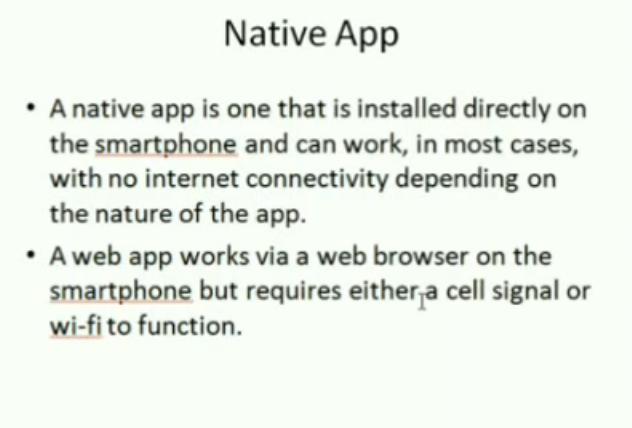 Native App
• A native app is one that is installed directly on
the smartphone and can work, in most cases,
with no internet connectivity depending on
the nature of the app.
• A web app works via a web browser on the
smartphone but requires either a cell signal or
wi-fi to function.